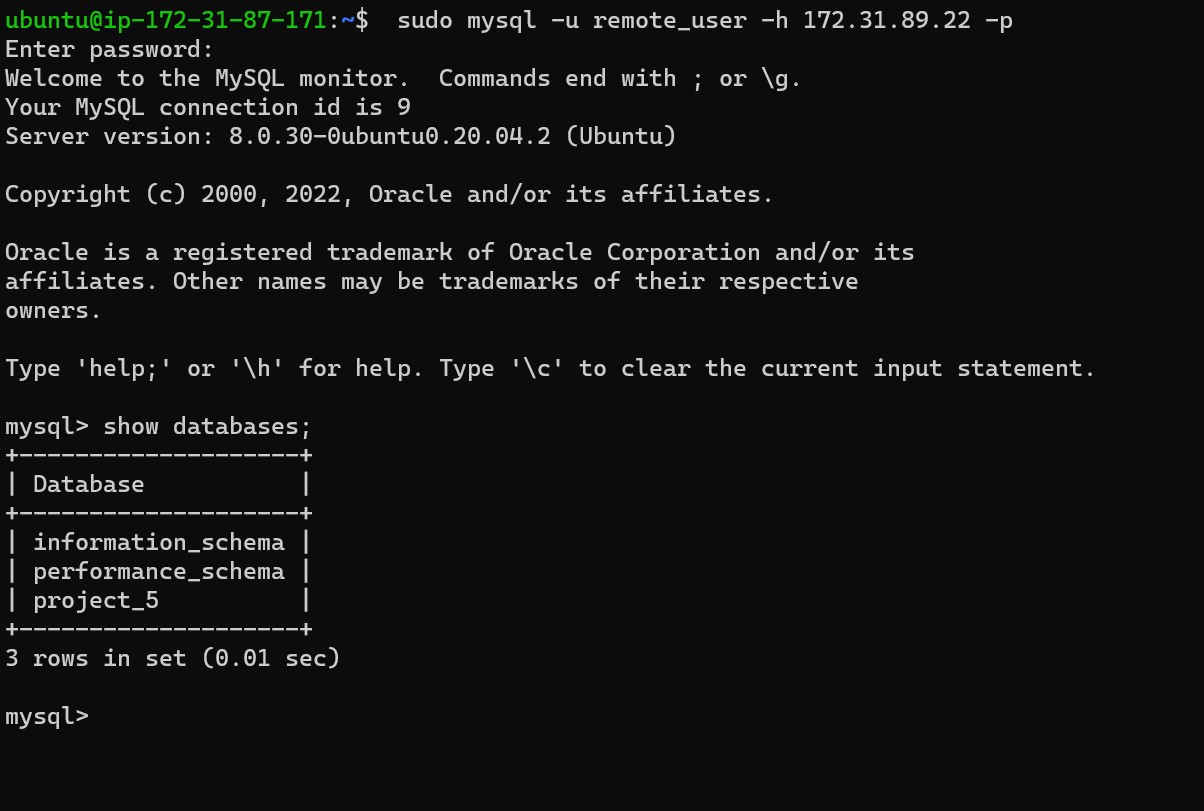 ubuntu@ip-172-31-87-171:~$  sudo mysql -u remote_user -h 172.31.89.22 -p
Enter password:
Welcome to the MySQL monitor.  Commands end with ; or \g.
Your MySQL connection id is 9
Server version: 8.0.30-0ubuntu0.20.04.2 (Ubuntu)

Copyright (c) 2000, 2022, Oracle and/or its affiliates.

Oracle is a registered trademark of Oracle Corporation and/or its
affiliates. Other names may be trademarks of their respective
owners.

Type 'help;' or '\h' for help. Type '\c' to clear the current input statement.

mysql> show databases;
+--------------------+
| Database           |
+--------------------+
| information_schema |
| performance_schema |
| project_5          |
+--------------------+
3 rows in set (0.01 sec)

mysql>